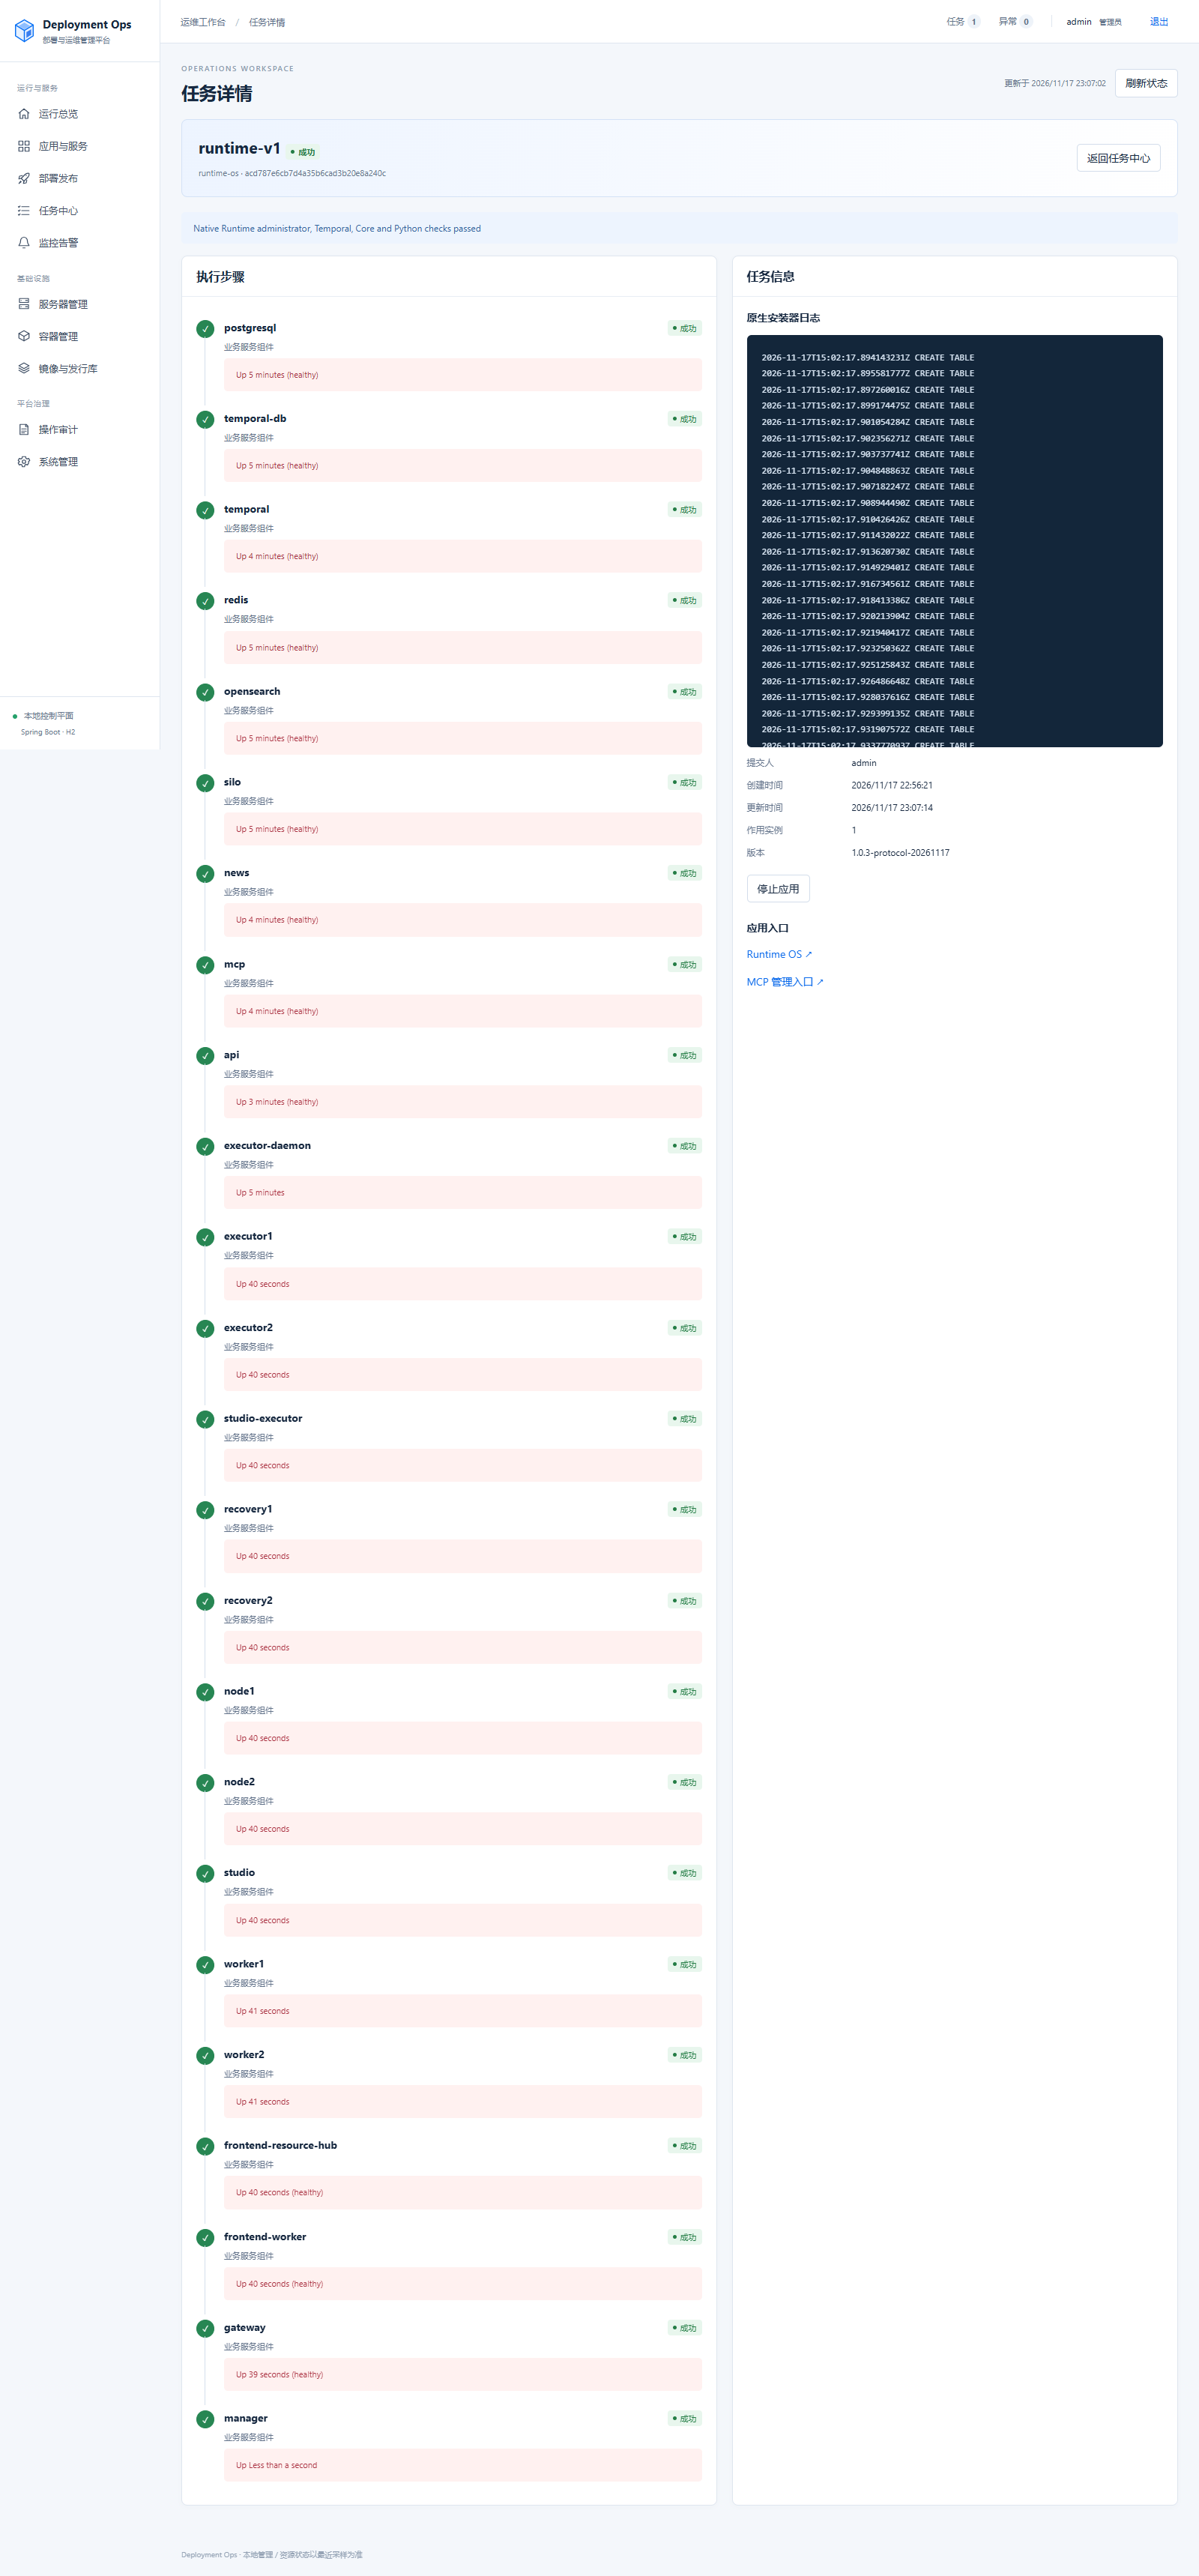 Deployment Ops
部署与运维管理平台
运行与服务
运行总览
应用与服务
部署发布
任务中心
监控告警
基础设施
服务器管理
容器管理
镜像与发行库
平台治理
操作审计
系统管理
本地控制平面
Spring Boot · H2
运维工作台 / 任务详情
任务 1 异常 0 admin 管理员 退出
OPERATIONS WORKSPACE
任务详情
更新于 2026/11/17 23:07:02 刷新状态
runtime-v1 成功
runtime-os · acd787e6cb7d4a35b6cad3b20e8a240c
返回任务中心
Native Runtime administrator, Temporal, Core and Python checks passed
执行步骤
postgresql 成功
业务服务组件
Up 5 minutes (healthy)
temporal-db 成功
业务服务组件
Up 5 minutes (healthy)
temporal 成功
业务服务组件
Up 4 minutes (healthy)
redis 成功
业务服务组件
Up 5 minutes (healthy)
opensearch 成功
业务服务组件
Up 5 minutes (healthy)
silo 成功
业务服务组件
Up 5 minutes (healthy)
news 成功
业务服务组件
Up 4 minutes (healthy)
mcp 成功
业务服务组件
Up 4 minutes (healthy)
api 成功
业务服务组件
Up 3 minutes (healthy)
executor-daemon 成功
业务服务组件
Up 5 minutes
executor1 成功
业务服务组件
Up 40 seconds
executor2 成功
业务服务组件
Up 40 seconds
studio-executor 成功
业务服务组件
Up 40 seconds
recovery1 成功
业务服务组件
Up 40 seconds
recovery2 成功
业务服务组件
Up 40 seconds
node1 成功
业务服务组件
Up 40 seconds
node2 成功
业务服务组件
Up 40 seconds
studio 成功
业务服务组件
Up 40 seconds
worker1 成功
业务服务组件
Up 41 seconds
worker2 成功
业务服务组件
Up 41 seconds
frontend-resource-hub 成功
业务服务组件
Up 40 seconds (healthy)
frontend-worker 成功
业务服务组件
Up 40 seconds (healthy)
gateway 成功
业务服务组件
Up 39 seconds (healthy)
manager 成功
业务服务组件
Up Less than a second
任务信息
原生安装器日志
2026-11-17T15:02:17.894143231Z CREATE TABLE
2026-11-17T15:02:17.895581777Z CREATE TABLE
2026-11-17T15:02:17.897260016Z CREATE TABLE
2026-11-17T15:02:17.899174475Z CREATE TABLE
2026-11-17T15:02:17.901054284Z CREATE TABLE
2026-11-17T15:02:17.902356271Z CREATE TABLE
2026-11-17T15:02:17.903737741Z CREATE TABLE
2026-11-17T15:02:17.904848863Z CREATE TABLE
2026-11-17T15:02:17.907182247Z CREATE TABLE
2026-11-17T15:02:17.908944490Z CREATE TABLE
2026-11-17T15:02:17.910426426Z CREATE TABLE
2026-11-17T15:02:17.911432022Z CREATE TABLE
2026-11-17T15:02:17.913620730Z CREATE TABLE
2026-11-17T15:02:17.914929401Z CREATE TABLE
2026-11-17T15:02:17.916734561Z CREATE TABLE
2026-11-17T15:02:17.918413386Z CREATE TABLE
2026-11-17T15:02:17.920213904Z CREATE TABLE
2026-11-17T15:02:17.921940417Z CREATE TABLE
2026-11-17T15:02:17.923250362Z CREATE TABLE
2026-11-17T15:02:17.925125843Z CREATE TABLE
2026-11-17T15:02:17.926486648Z CREATE TABLE
2026-11-17T15:02:17.928037616Z CREATE TABLE
2026-11-17T15:02:17.929399135Z CREATE TABLE
2026-11-17T15:02:17.931907572Z CREATE TABLE
2026-11-17T15:02:17.933777093Z CREATE TABLE
提交人 admin
创建时间 2026/11/17 22:56:21
更新时间 2026/11/17 23:07:14
作用实例 1
版本 1.0.3-protocol-20261117
停止应用
应用入口
Runtime OS ↗
MCP 管理入口 ↗
Deployment Ops · 本地管理 / 资源状态以最近采样为准